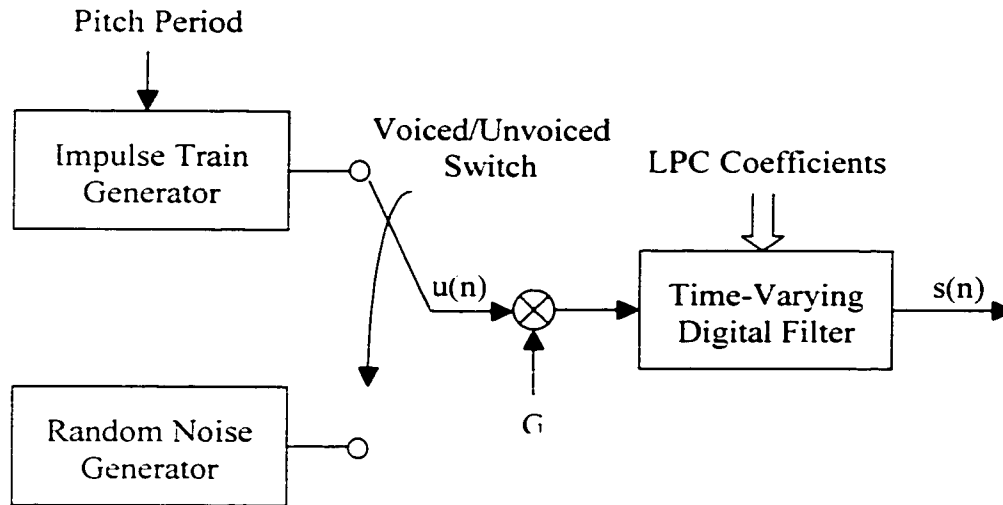 Pitch Period
Impulse Train
Generator
Voiced/Unvoiced
Switch
LPC Coefficients
u(n)
Time-Varying
Digital Filter
s(n)
G
Random Noise
Generator